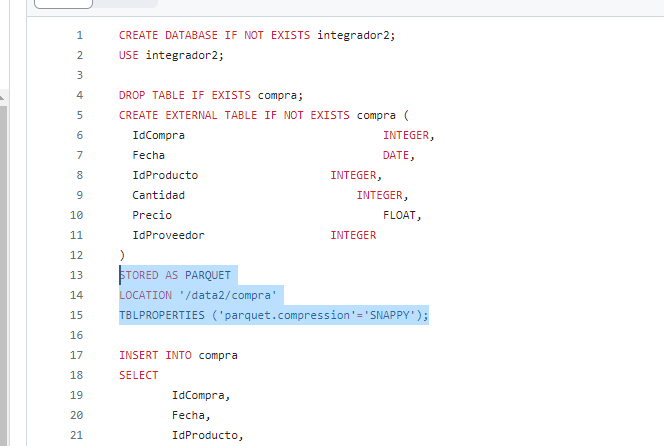 1 CREATE DATABASE IF NOT EXISTS integrador2;
2 USE integrador2;
3
4 DROP TABLE IF EXISTS compra;
5 CREATE EXTERNAL TABLE IF NOT EXISTS compra (
6 IdCompra INTEGER,
7 Fecha DATE,
8 IdProducto INTEGER,
9 Cantidad INTEGER,
10 Precio FLOAT,
11 IdProveedor INTEGER
12 )
13 STORED AS PARQUET
14 LOCATION '/data2/compra'
15 TBLPROPERTIES ('parquet.compression'='SNAPPY');
16
17 INSERT INTO compra
18 SELECT
19 IdCompra,
20 Fecha,
21 IdProducto,